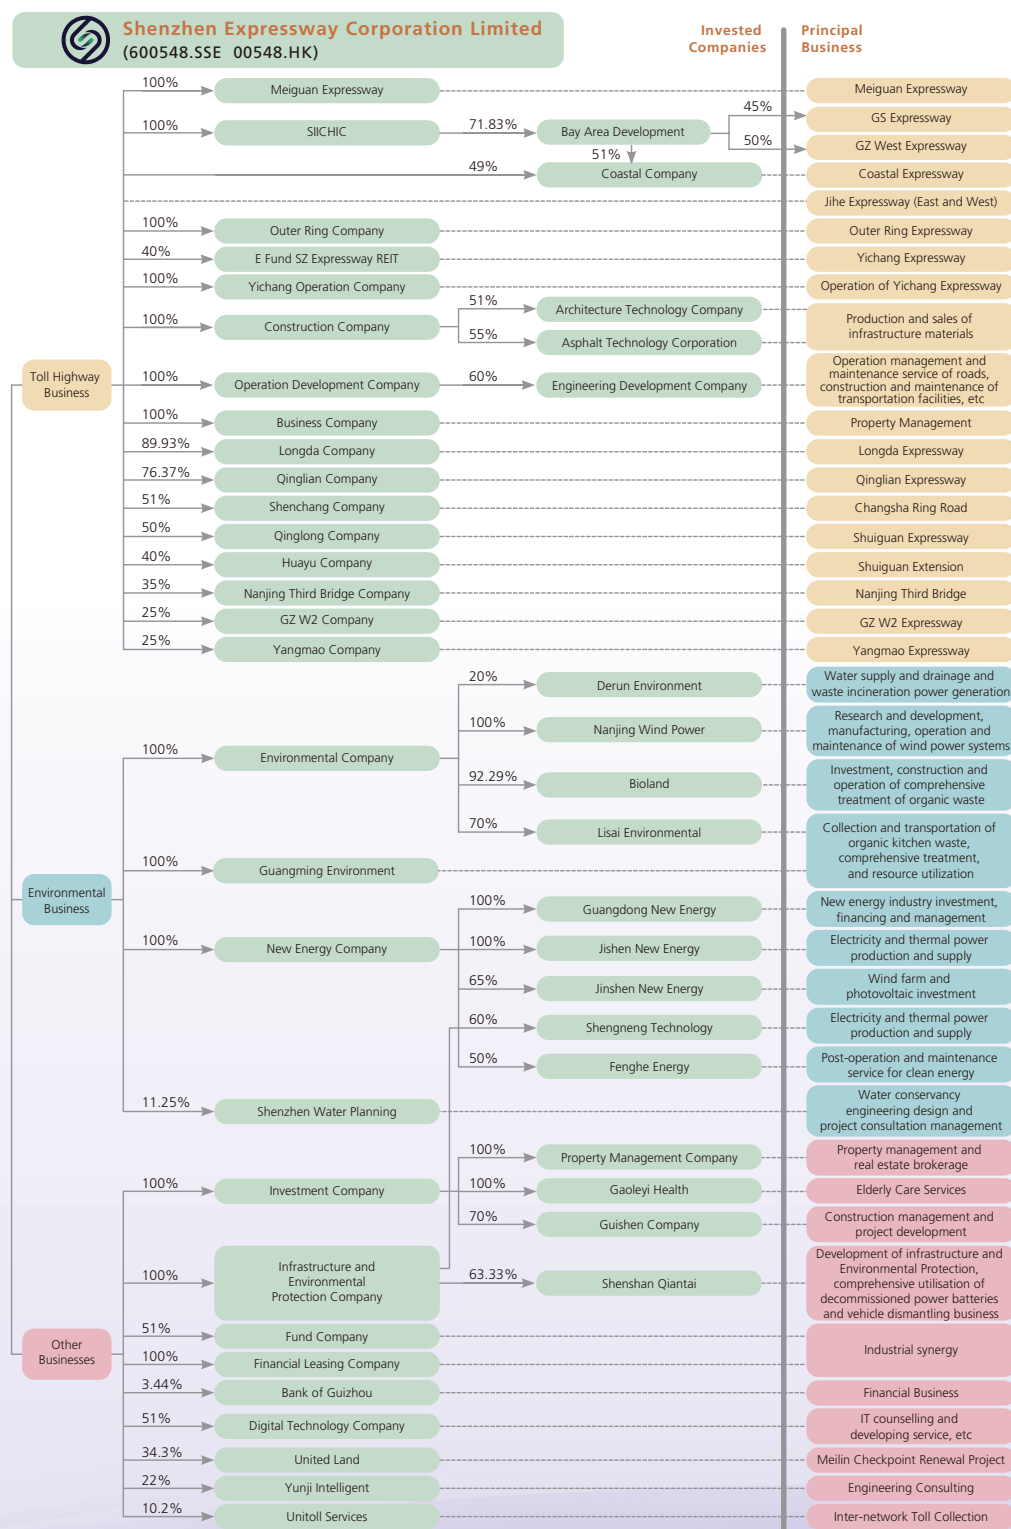 Shenzhen Expressway Corporation Limited
(600548.SSE 00548.HK)
Invested
Companies
Principal
Business
100%
Meiguan Expressway
Meiguan Expressway
100%
SIICHIC
71.83%
Bay Area Development
45%
GS Expressway
50%
GZ West Expressway
51%
49%
Coastal Company
Coastal Expressway
Jihe Expressway (East and West)
100%
Outer Ring Company
Outer Ring Expressway
40%
E Fund SZ Expressway REIT
Yichang Expressway
100%
Yichang Operation Company
Operation of Yichang Expressway
100%
Construction Company
51%
Architecture Technology Company
55%
Asphalt Technology Corporation
Production and sales of
infrastructure materials
Toll Highway
Business
100%
Operation Development Company
60%
Engineering Development Company
Operation management and
maintenance service of roads,
construction and maintenance of
transportation facilities, etc
100%
Business Company
Property Management
89.93%
Longda Company
Longda Expressway
76.37%
Qinglian Company
Qinglian Expressway
51%
Shenchang Company
Changsha Ring Road
50%
Qinglong Company
Shuiguan Expressway
40%
Huayu Company
Shuiguan Extension
35%
Nanjing Third Bridge Company
Nanjing Third Bridge
25%
GZ W2 Company
GZ W2 Expressway
25%
Yangmao Company
Yangmao Expressway
20%
Derun Environment
Water supply and drainage and
waste incineration power generation
100%
Nanjing Wind Power
Research and development,
manufacturing, operation and
maintenance of wind power systems
100%
Environmental Company
92.29%
Bioland
Investment, construction and
operation of comprehensive
treatment of organic waste
70%
Lisai Environmental
Collection and transportation of
organic kitchen waste,
comprehensive treatment,
and resource utilization
100%
Guangming Environment
Environmental
Business
100%
Guangdong New Energy
New energy industry investment,
financing and management
100%
New Energy Company
100%
Jishen New Energy
Electricity and thermal power
production and supply
65%
Jinshen New Energy
Wind farm and
photovoltaic investment
60%
Shengneng Technology
Electricity and thermal power
production and supply
50%
Fenghe Energy
Post-operation and maintenance
service for clean energy
11.25%
Shenzhen Water Planning
Water conservancy
engineering design and
project consultation management
100%
Property Management Company
Property management and
real estate brokerage
100%
Investment Company
100%
Gaoleyi Health
Elderly Care Services
70%
Guishen Company
Construction management and
project development
100%
Infrastructure and
Environmental
Protection Company
63.33%
Shenshan Qiantai
Development of infrastructure and
Environmental Protection,
comprehensive utilisation of
decommissioned power batteries
and vehicle dismantling business
Other
Businesses
51%
Fund Company
100%
Financial Leasing Company
Industrial synergy
3.44%
Bank of Guizhou
Financial Business
51%
Digital Technology Company
IT counselling and
developing service, etc
34.3%
United Land
Meilin Checkpoint Renewal Project
22%
Yunji Intelligent
Engineering Consulting
10.2%
Unitoll Services
Inter-network Toll Collection